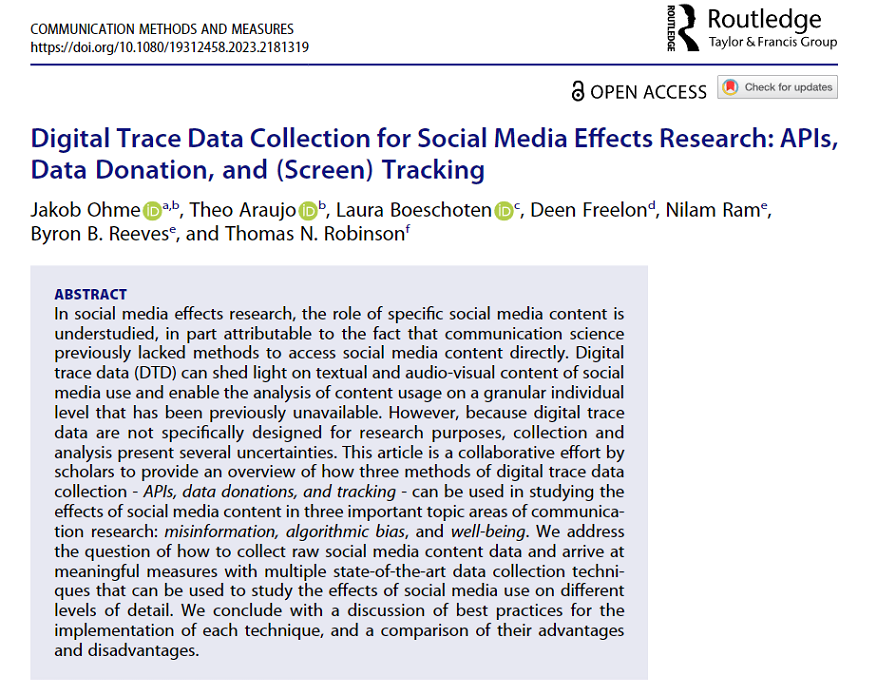 COMMUNICATION METHODS AND MEASURES
https://doi.org/10.1080/19312458.2023.2181319
ROUTLEDGE
Routledge
Taylor & Francis Group
OPEN ACCESS
Check for updates
Digital Trace Data Collection for Social Media Effects Research: APIs,
Data Donation, and (Screen) Tracking
Jakob Ohme iD a,b, Theo Araujo iD b, Laura Boeschoten iD c, Deen Freelon d, Nilam Ram e,
Byron B. Reeves e, and Thomas N. Robinson f
ABSTRACT
In social media effects research, the role of specific social media content is
understudied, in part attributable to the fact that communication science
previously lacked methods to access social media content directly. Digital
trace data (DTD) can shed light on textual and audio-visual content of social
media use and enable the analysis of content usage on a granular individual
level that has been previously unavailable. However, because digital trace
data are not specifically designed for research purposes, collection and
analysis present several uncertainties. This article is a collaborative effort by
scholars to provide an overview of how three methods of digital trace data
collection - APIs, data donations, and tracking - can be used in studying the
effects of social media content in three important topic areas of communica-
tion research: misinformation, algorithmic bias, and well-being. We address
the question of how to collect raw social media content data and arrive at
meaningful measures with multiple state-of-the-art data collection techni-
ques that can be used to study the effects of social media use on different
levels of detail. We conclude with a discussion of best practices for the
implementation of each technique, and a comparison of their advantages
and disadvantages.